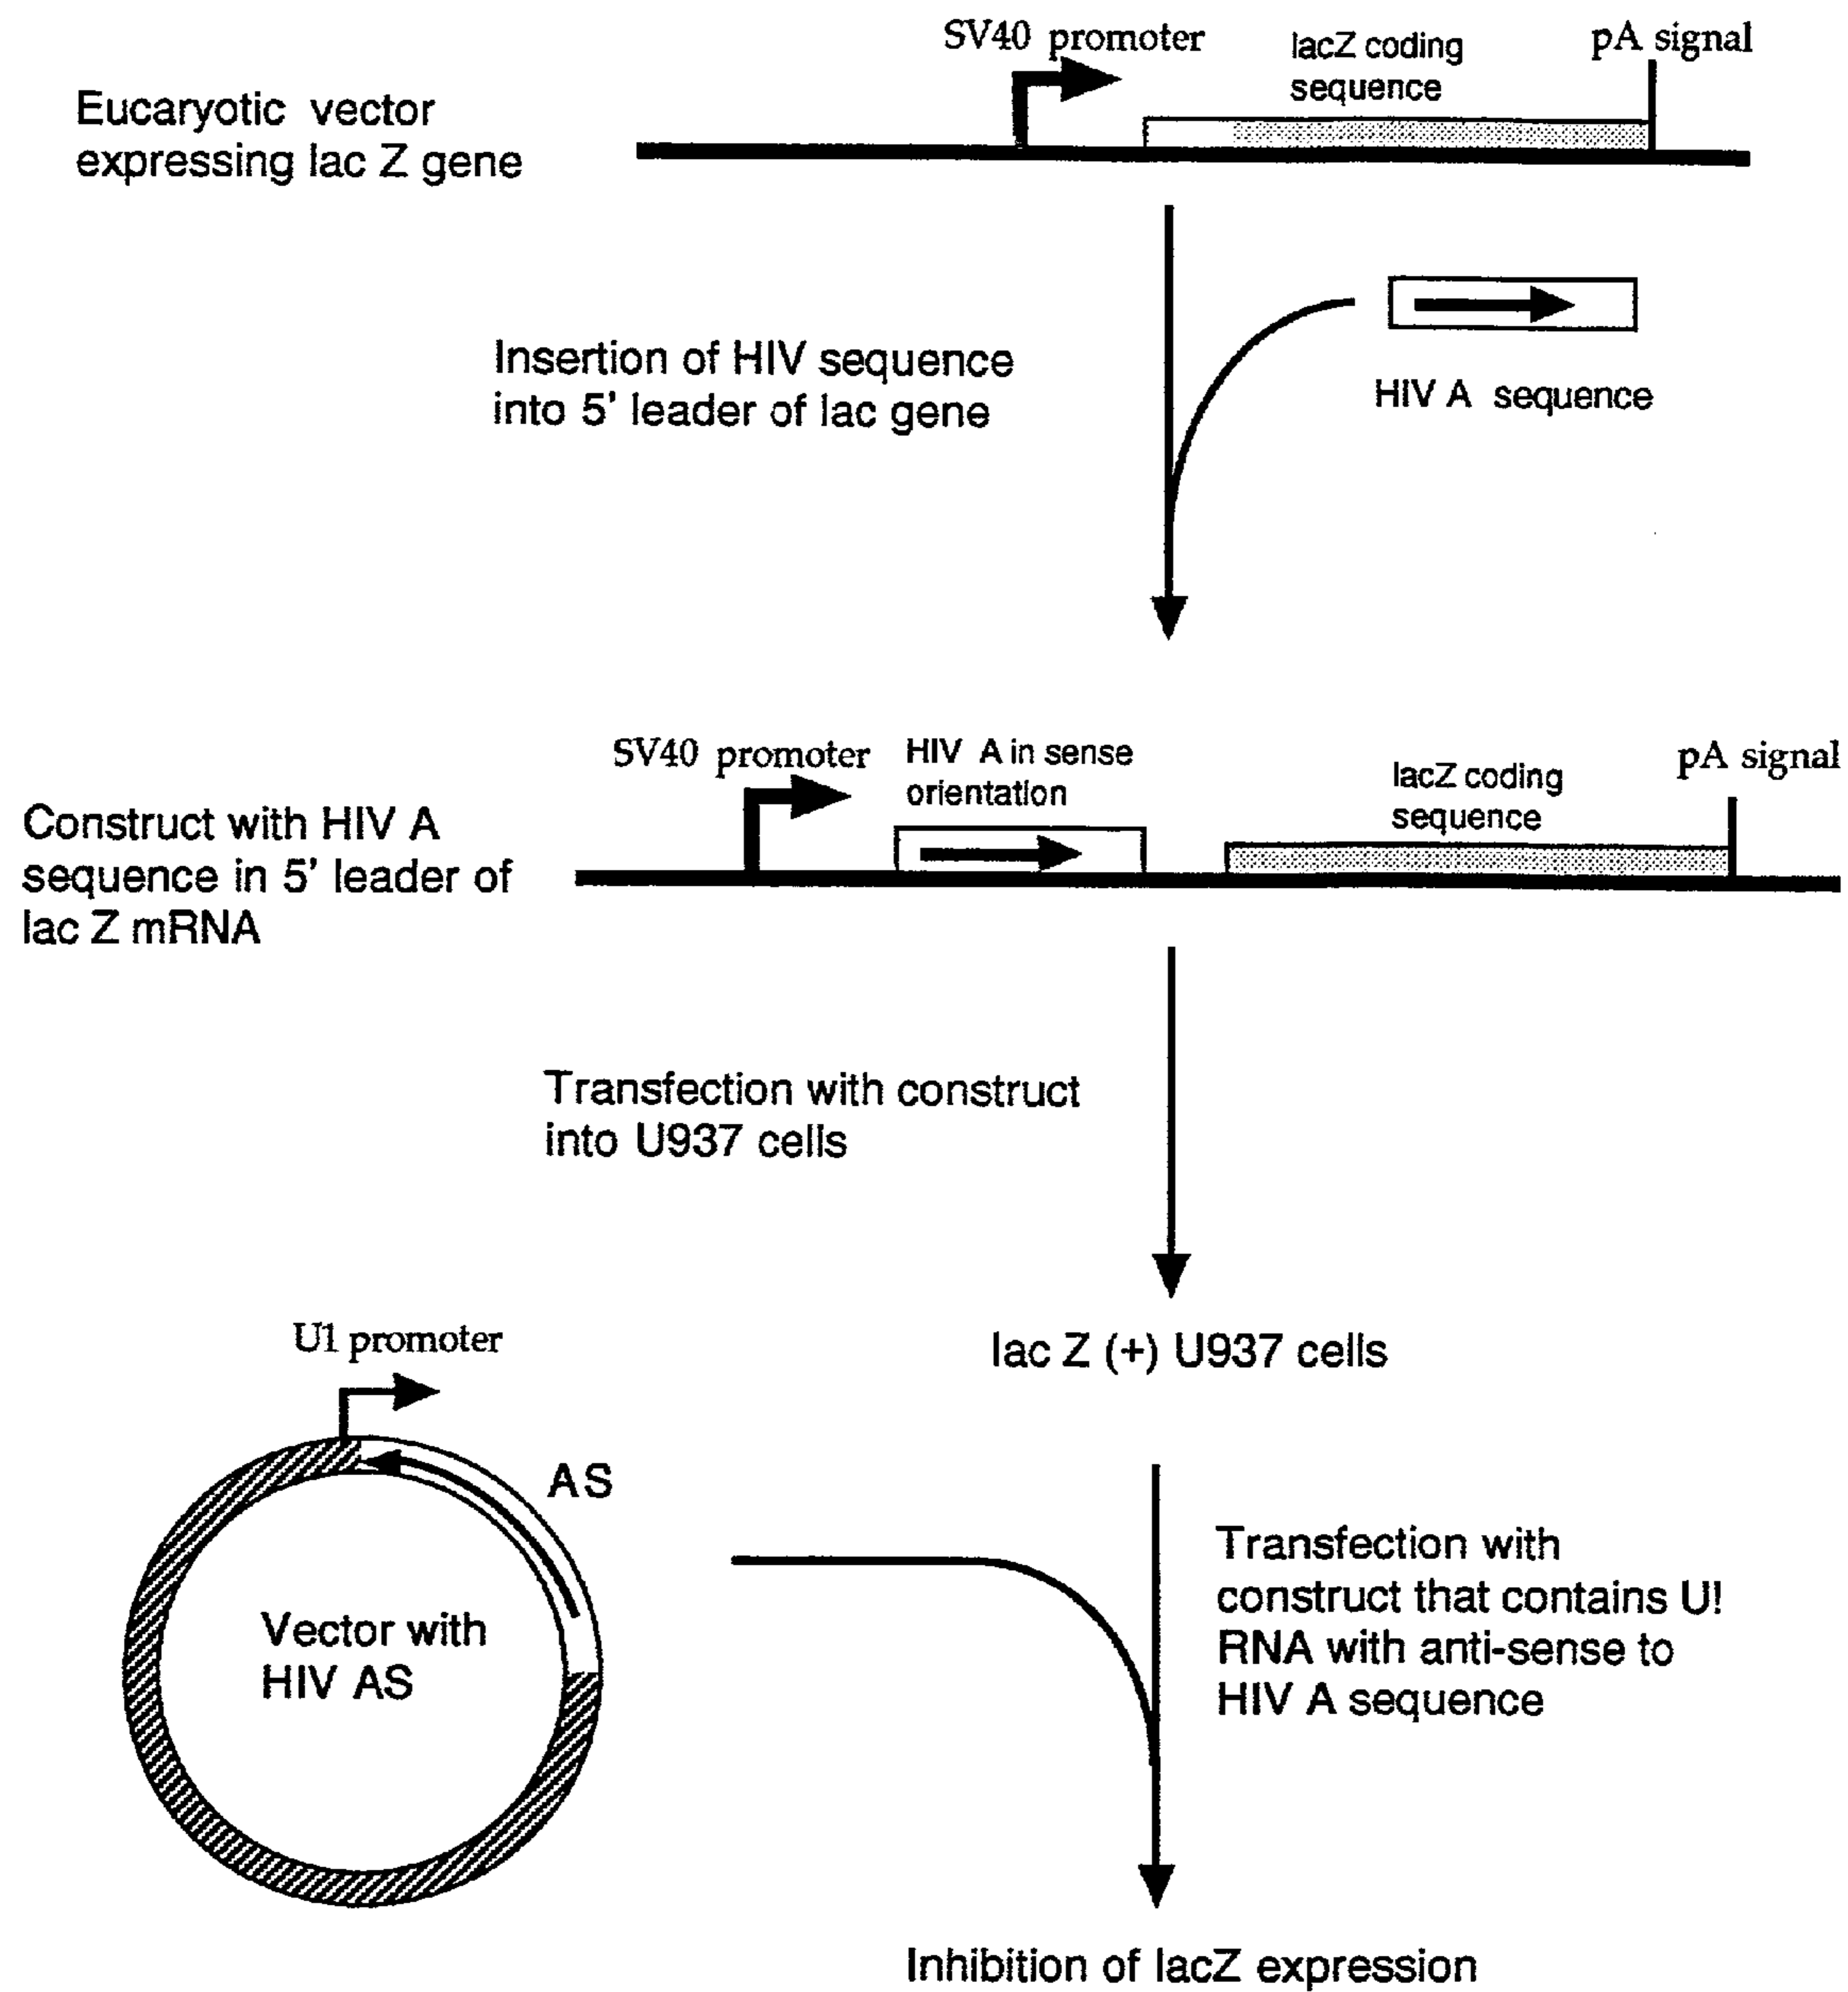 SV40 promoter
lacZ coding
sequence
pA signal
Eucaryotic vector
expressing lac Z gene
Insertion of HIV sequence
into 5' leader of lac gene
HIV A sequence
SV40 promoter
HIV A in sense
orientation
lacZ coding
sequence
pA signal
Construct with HIV A
sequence in 5' leader of
lac Z mRNA
Transfection with construct
into U937 cells
lac Z (+) U937 cells
U1 promoter
AS
Vector with
HIV AS
Transfection with
construct that contains U!
RNA with anti-sense to
HIV A sequence
Inhibition of lacZ expression